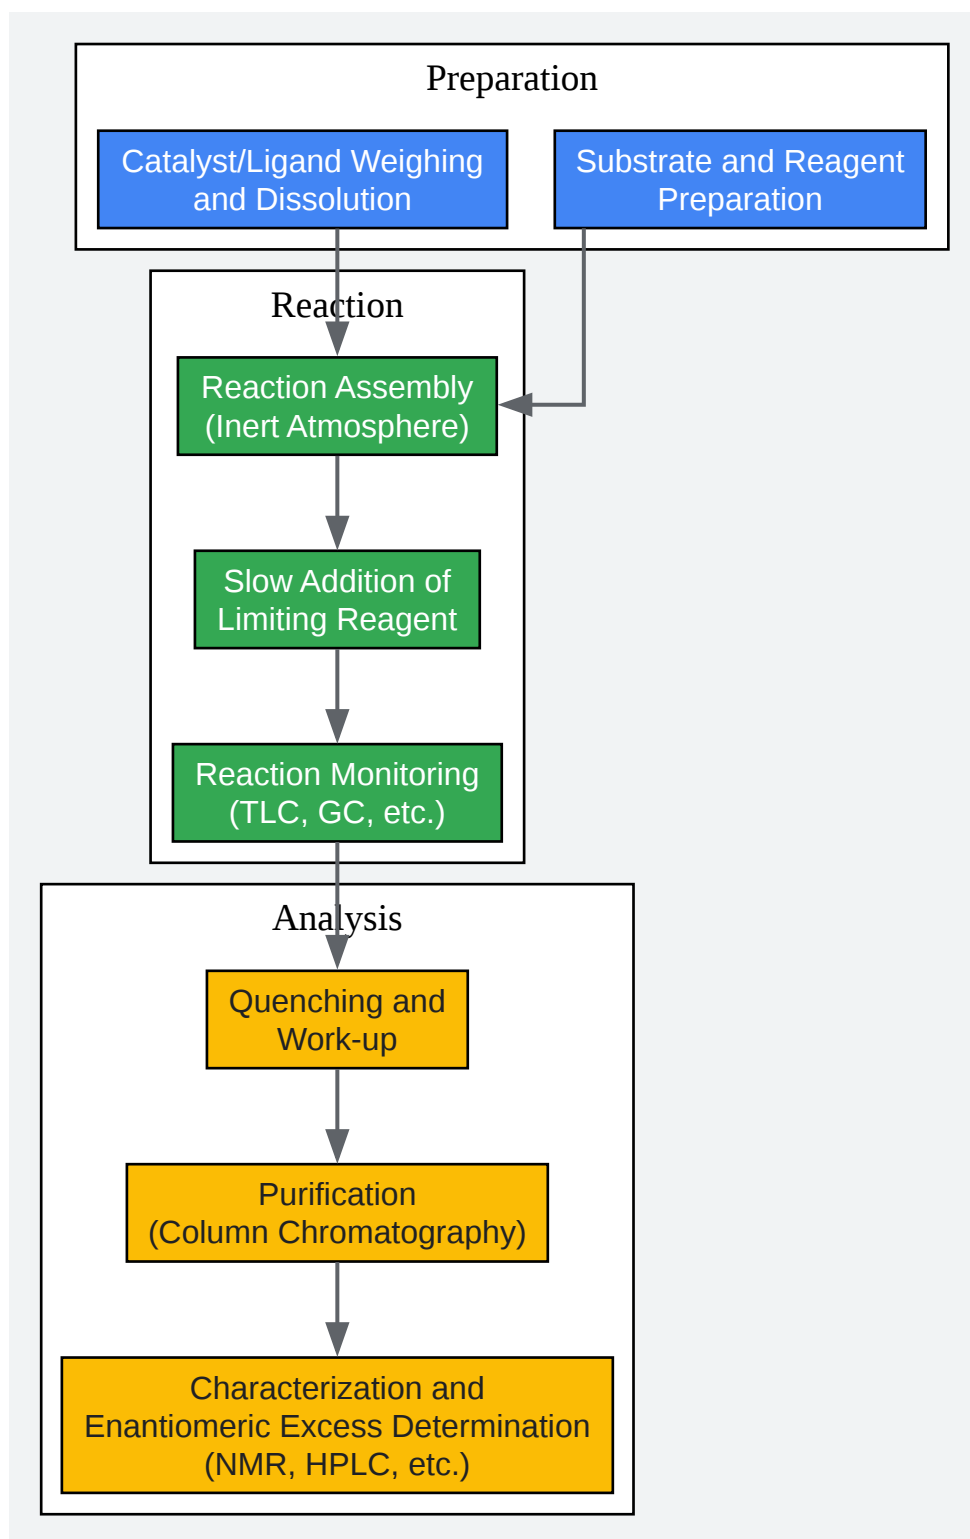 Preparation
Catalyst/Ligand Weighing
and Dissolution
Substrate and Reagent
Preparation
Reaction
Reaction Assembly
(Inert Atmosphere)
Slow Addition of
Limiting Reagent
Reaction Monitoring
(TLC, GC, etc.)
Analysis
Quenching and
Work-up
Purification
(Column Chromatography)
Characterization and
Enantiomeric Excess Determination
(NMR, HPLC, etc.)